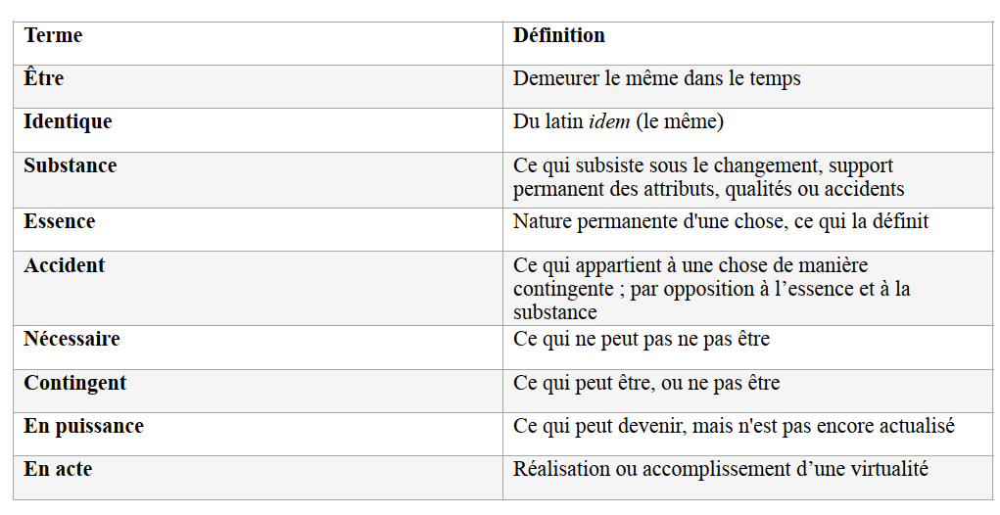 Terme
Définition
Être
Demeurer le même dans le temps
Identique
Du latin idem (le même)
Substance
Ce qui subsiste sous le changement, support
permanent des attributs, qualités ou accidents
Essence
Nature permanente d'une chose, ce qui la définit
Accident
Ce qui appartient à une chose de manière
contingente ; par opposition à l’essence et à la
substance
Nécessaire
Ce qui ne peut pas ne pas être
Contingent
Ce qui peut être, ou ne pas être
En puissance
Ce qui peut devenir, mais n'est pas encore actualisé
En acte
Réalisation ou accomplissement d’une virtualité